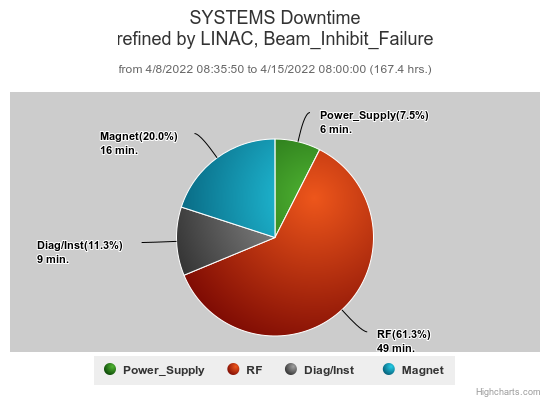 SYSTEMS Downtime
refined by LINAC, Beam_Inhibit_Failure
from 4/8/2022 08:35:50 to 4/15/2022 08:00:00 (167.4 hrs.)
Power_Supply(7.5%)
6 min.
Magnet(20.0%)
16 min.
Diag/Inst(11.3%)
9 min.
RF(61.3%)
49 min.
Power_Supply RF Diag/Inst Magnet
Highcharts.com